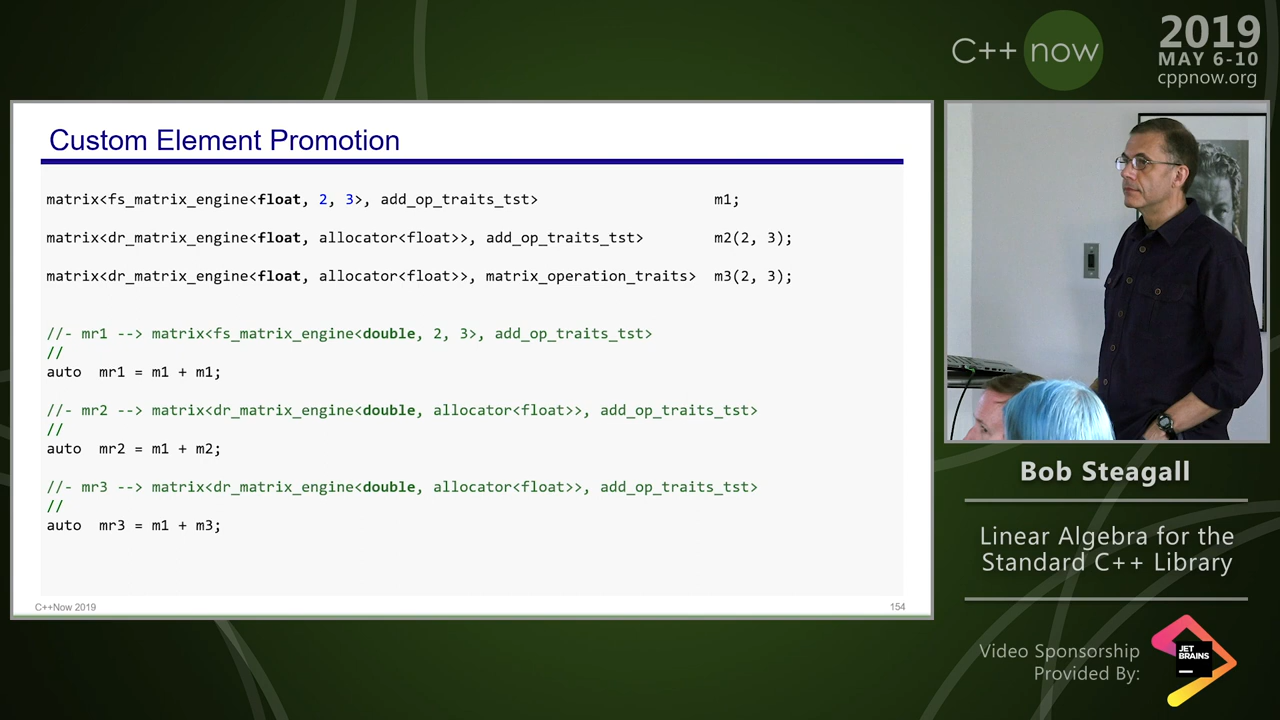 C++ now
2019
MAY 6-10
cppnow.org
Custom Element Promotion
matrix<fs_matrix_engine<float, 2, 3>, add_op_traits_tst> m1;
matrix<dr_matrix_engine<float, allocator<float>>, add_op_traits_tst> m2(2, 3);
matrix<dr_matrix_engine<float, allocator<float>>, matrix_operation_traits> m3(2, 3);
//- mr1 --> matrix<fs_matrix_engine<double, 2, 3>, add_op_traits_tst>
//
auto mr1 = m1 + m1;
//- mr2 --> matrix<dr_matrix_engine<double, allocator<float>>, add_op_traits_tst>
//
auto mr2 = m1 + m2;
//- mr3 --> matrix<dr_matrix_engine<double, allocator<float>>, add_op_traits_tst>
//
auto mr3 = m1 + m3;
C++Now 2019
154
Bob Steagall
Linear Algebra for the
Standard C++ Library
Video Sponsorship
Provided By:
JET
BRAINS